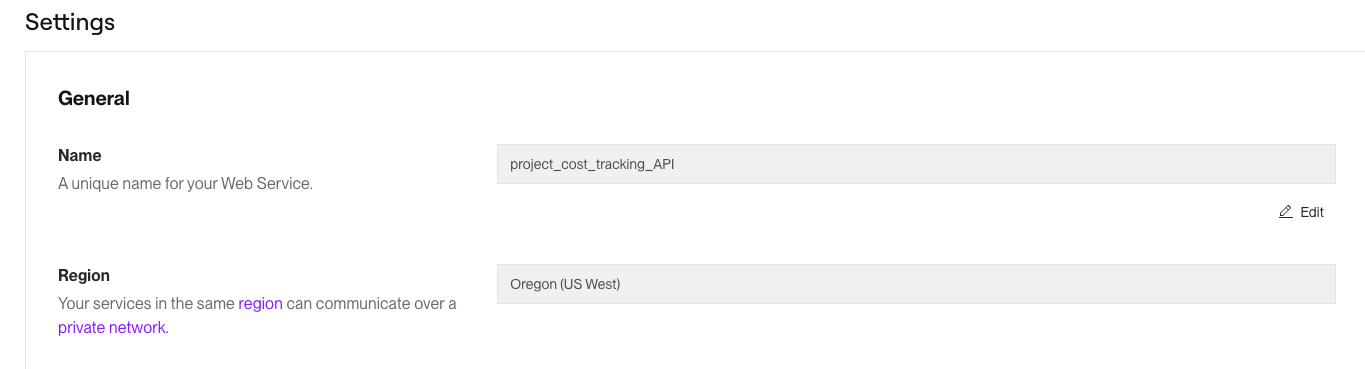 Settings
General
Name
A unique name for your Web Service.
project_cost_tracking_API
Edit
Region
Your services in the same region can communicate over a
private network.
Oregon (US West)